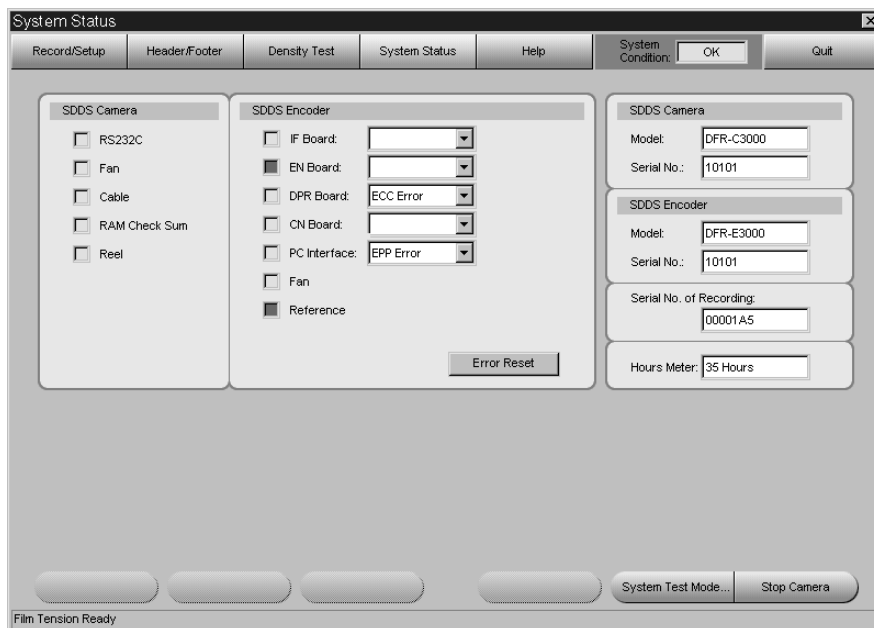 System Status
Record/Setup
Header/Footer
Density Test
System Status
Help
System Condition:
OK
Quit
SDDS Camera
RS232C
Fan
Cable
RAM Check Sum
Reel
SDDS Encoder
IF Board:
EN Board:
DPR Board: ECC Error
CN Board:
PC Interface: EPP Error
Fan
Reference
Error Reset
SDDS Camera
Model: DFR-C3000
Serial No.: 10101
SDDS Encoder
Model: DFR-E3000
Serial No.: 10101
Serial No. of Recording:
00001A5
Hours Meter: 35 Hours
System Test Mode...
Stop Camera
Film Tension Ready